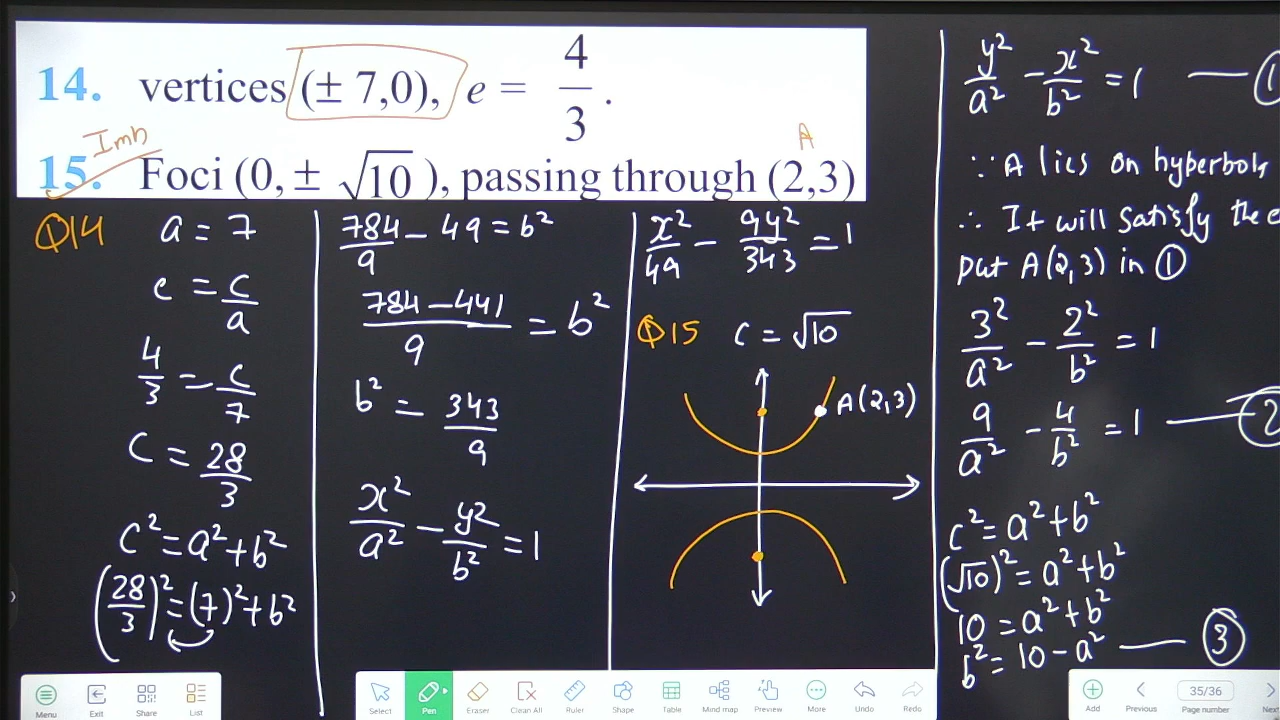 14. vertices (± 7,0), e = 4/3 .
Imb
A
15. Foci (0, ± √10 ), passing through (2,3)
Q14
a = 7
e = c/a
4/3 = c/7
C = 28/3
c² = a² + b²
(28/3)² = (7)² + b²
784/9 - 49 = b²
784 - 441/9 = b²
b² = 343/9
x²/a² - y²/b² = 1
x²/49 - 9y²/343 = 1
Q15 C = √10
A(2,3)
y²/a² - x²/b² = 1 — 1
∵ A lies on hyperbola,
∴ It will satisfy the e
put A(2,3) in 1
3²/a² - 2²/b² = 1
9/a² - 4/b² = 1 — 2
c² = a² + b²
(√10)² = a² + b²
10 = a² + b²
b² = 10 - a² — 3
Menu Exit Share List Select Pen Eraser Clean All Ruler Shape Table Mind map Preview More Undo Redo Add Previous 35/36 Page number Next